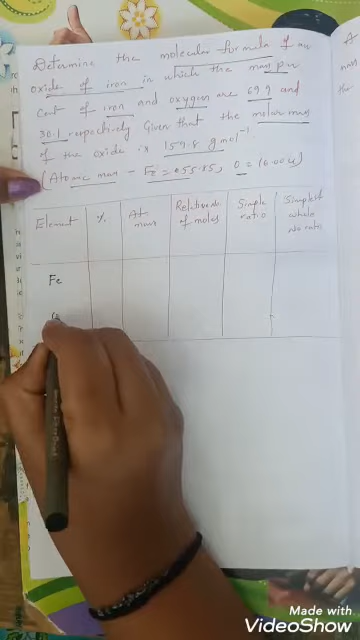 Determine the molecular formula of an
oxide of iron in which the mass per
cent of iron and oxygen are 69.9 and
30.1 respectively Given that the molar mass
of the oxide is 159.8 g mol⁻¹.
(Atomic mass - Fe = 55.85, O = 16.00 u)
Element % At mass Relative no of moles Simple ratio Simplest whole no ratio
Fe
Made with
VideoShow